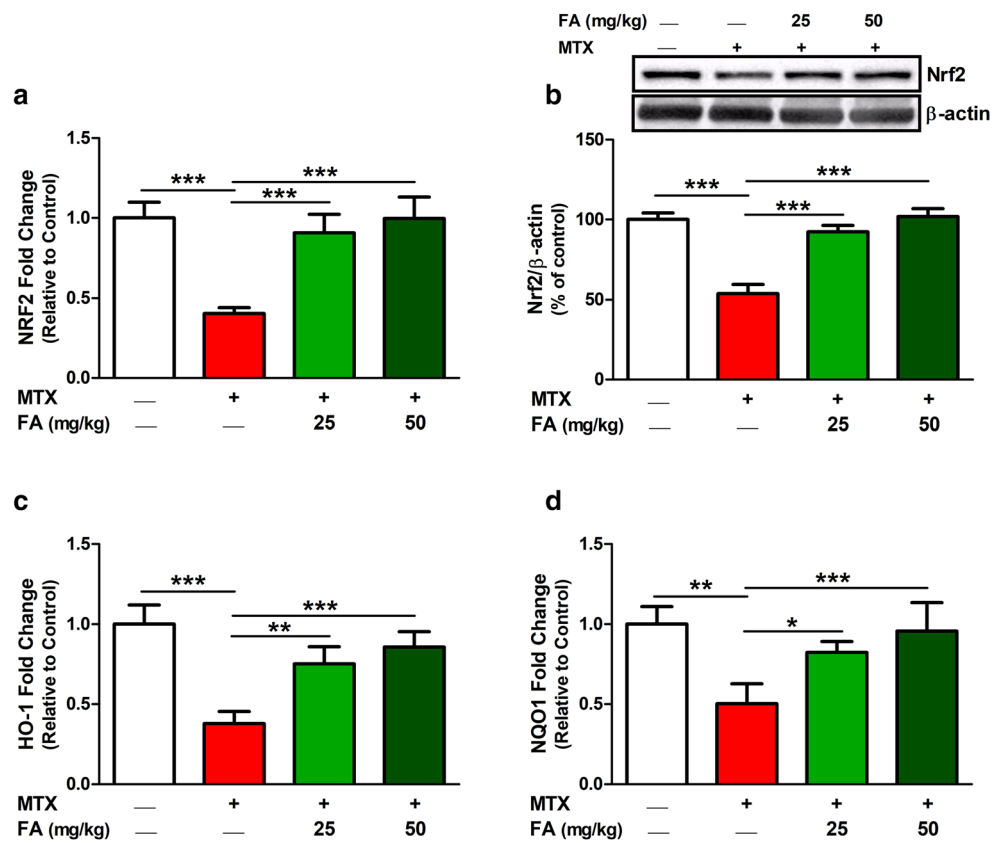 a
1.5
1.0
0.5
0.0
NRF2 Fold Change
(Relative to Control)
***
***
***
MTX — + + +
FA (mg/kg) — — 25 50
b
FA (mg/kg) — — 25 50
MTX — + + +
Nrf2
β-actin
150
100
50
0
Nrf2/β-actin
(% of control)
***
***
***
MTX — + + +
FA (mg/kg) — — 25 50
c
1.5
1.0
0.5
0.0
HO-1 Fold Change
(Relative to Control)
***
***
**
MTX — + + +
FA (mg/kg) — — 25 50
d
1.5
1.0
0.5
0.0
NQO1 Fold Change
(Relative to Control)
**
***
*
MTX — + + +
FA (mg/kg) — — 25 50